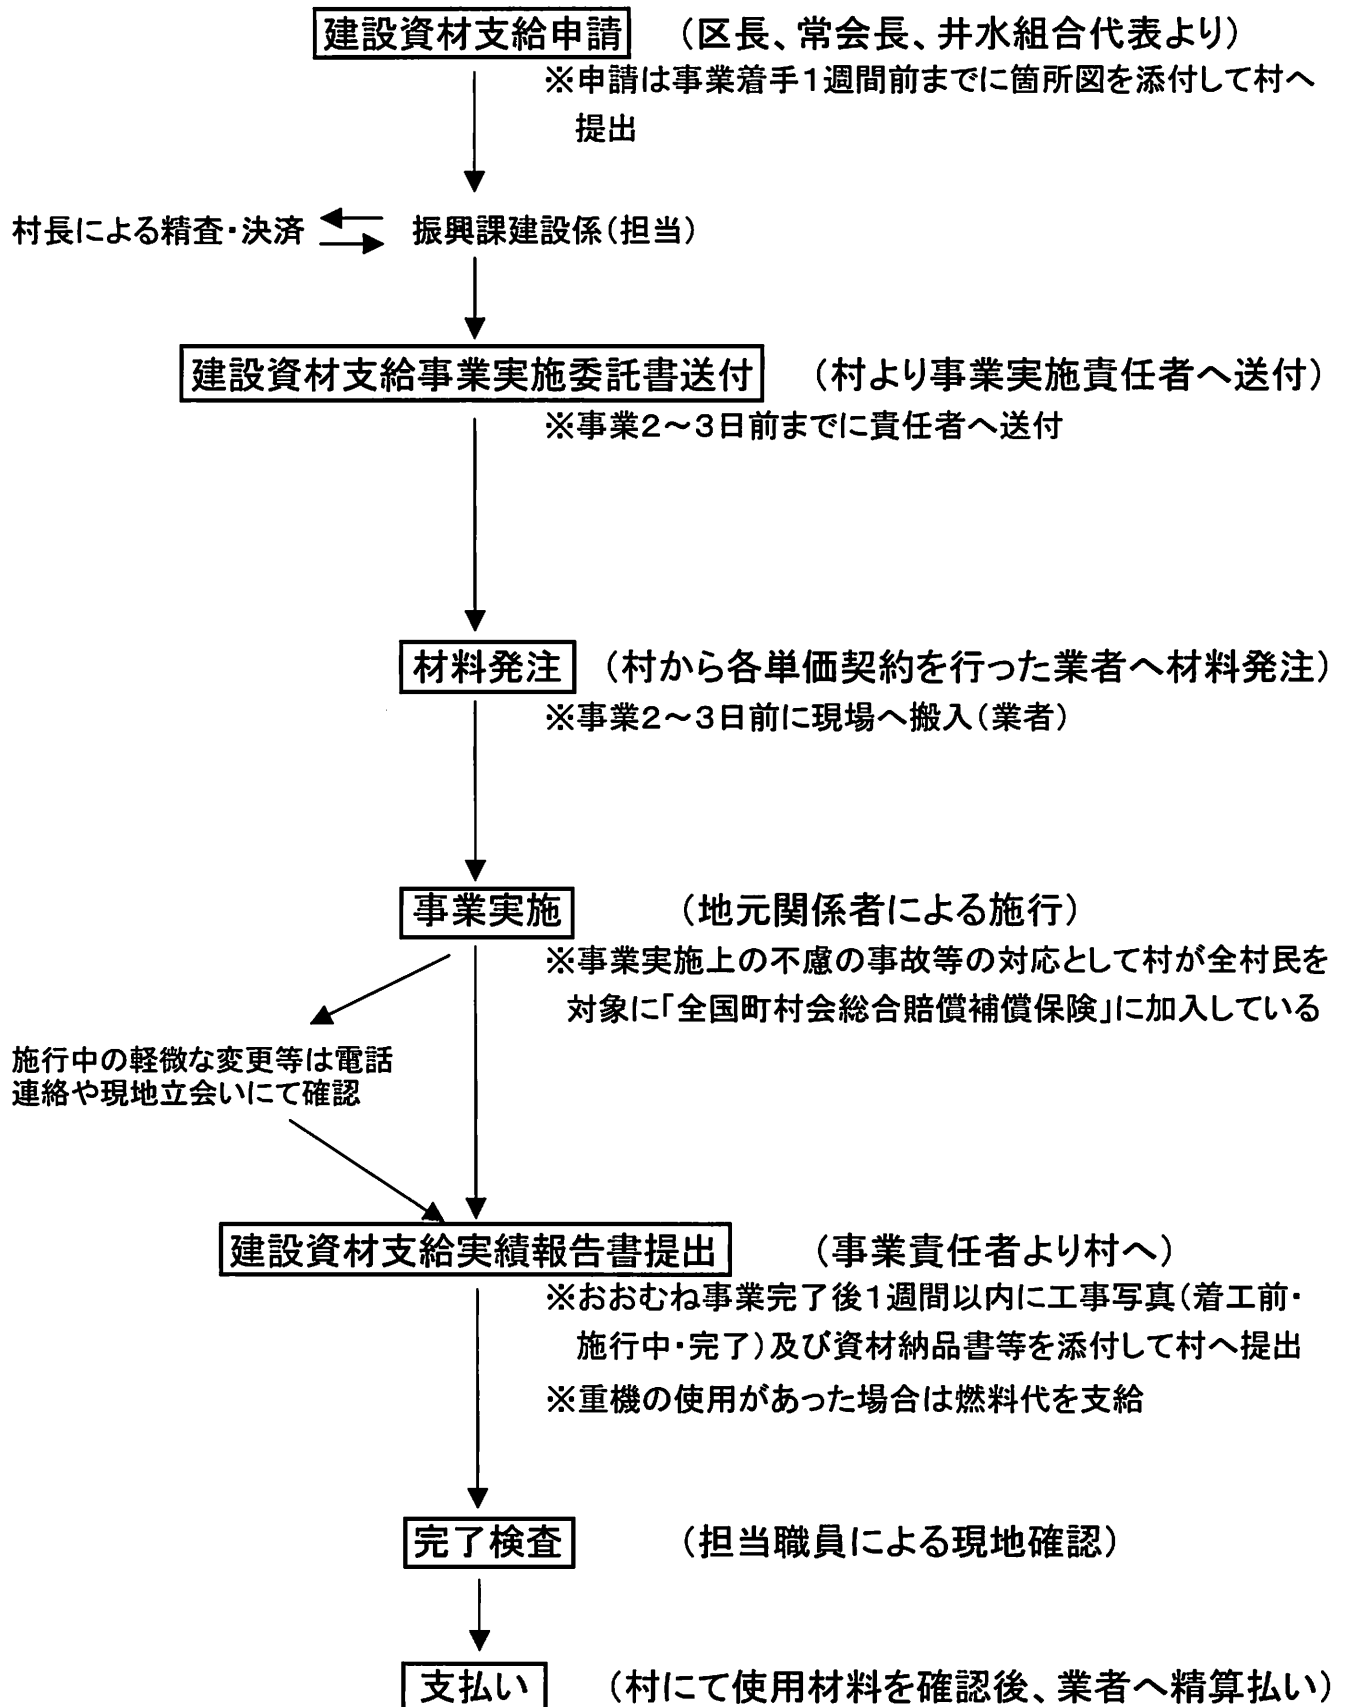 建設資材支給申請 （区長、常会長、井水組合代表より）
※申請は事業着手1週間前までに箇所図を添付して村へ
提出
村長による精査・決済 振興課建設係（担当）
建設資材支給事業実施委託書送付 （村より事業実施責任者へ送付）
※事業2～3日前までに責任者へ送付
材料発注 （村から各単価契約を行った業者へ材料発注）
※事業2～3日前に現場へ搬入（業者）
事業実施 （地元関係者による施行）
※事業実施上の不慮の事故等の対応として村が全村民を
対象に「全国町村会総合賠償補償保険」に加入している
施行中の軽微な変更等は電話
連絡や現地立会いにて確認
建設資材支給実績報告書提出 （事業責任者より村へ）
※おおむね事業完了後1週間以内に工事写真（着工前・
施行中・完了）及び資材納品書等を添付して村へ提出
※重機の使用があった場合は燃料代を支給
完了検査 （担当職員による現地確認）
支払い （村にて使用材料を確認後、業者へ精算払い）